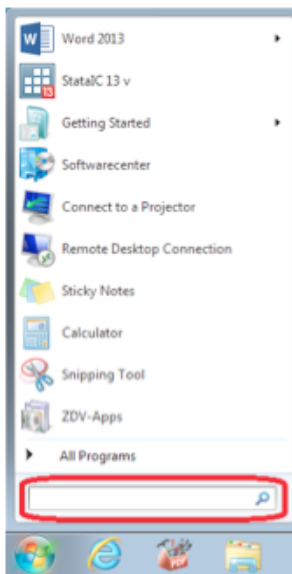 Word 2013
StataIC 13 v
Getting Started
Softwarecenter
Connect to a Projector
Remote Desktop Connection
Sticky Notes
Calculator
Snipping Tool
ZDV-Apps
All Programs
PDF